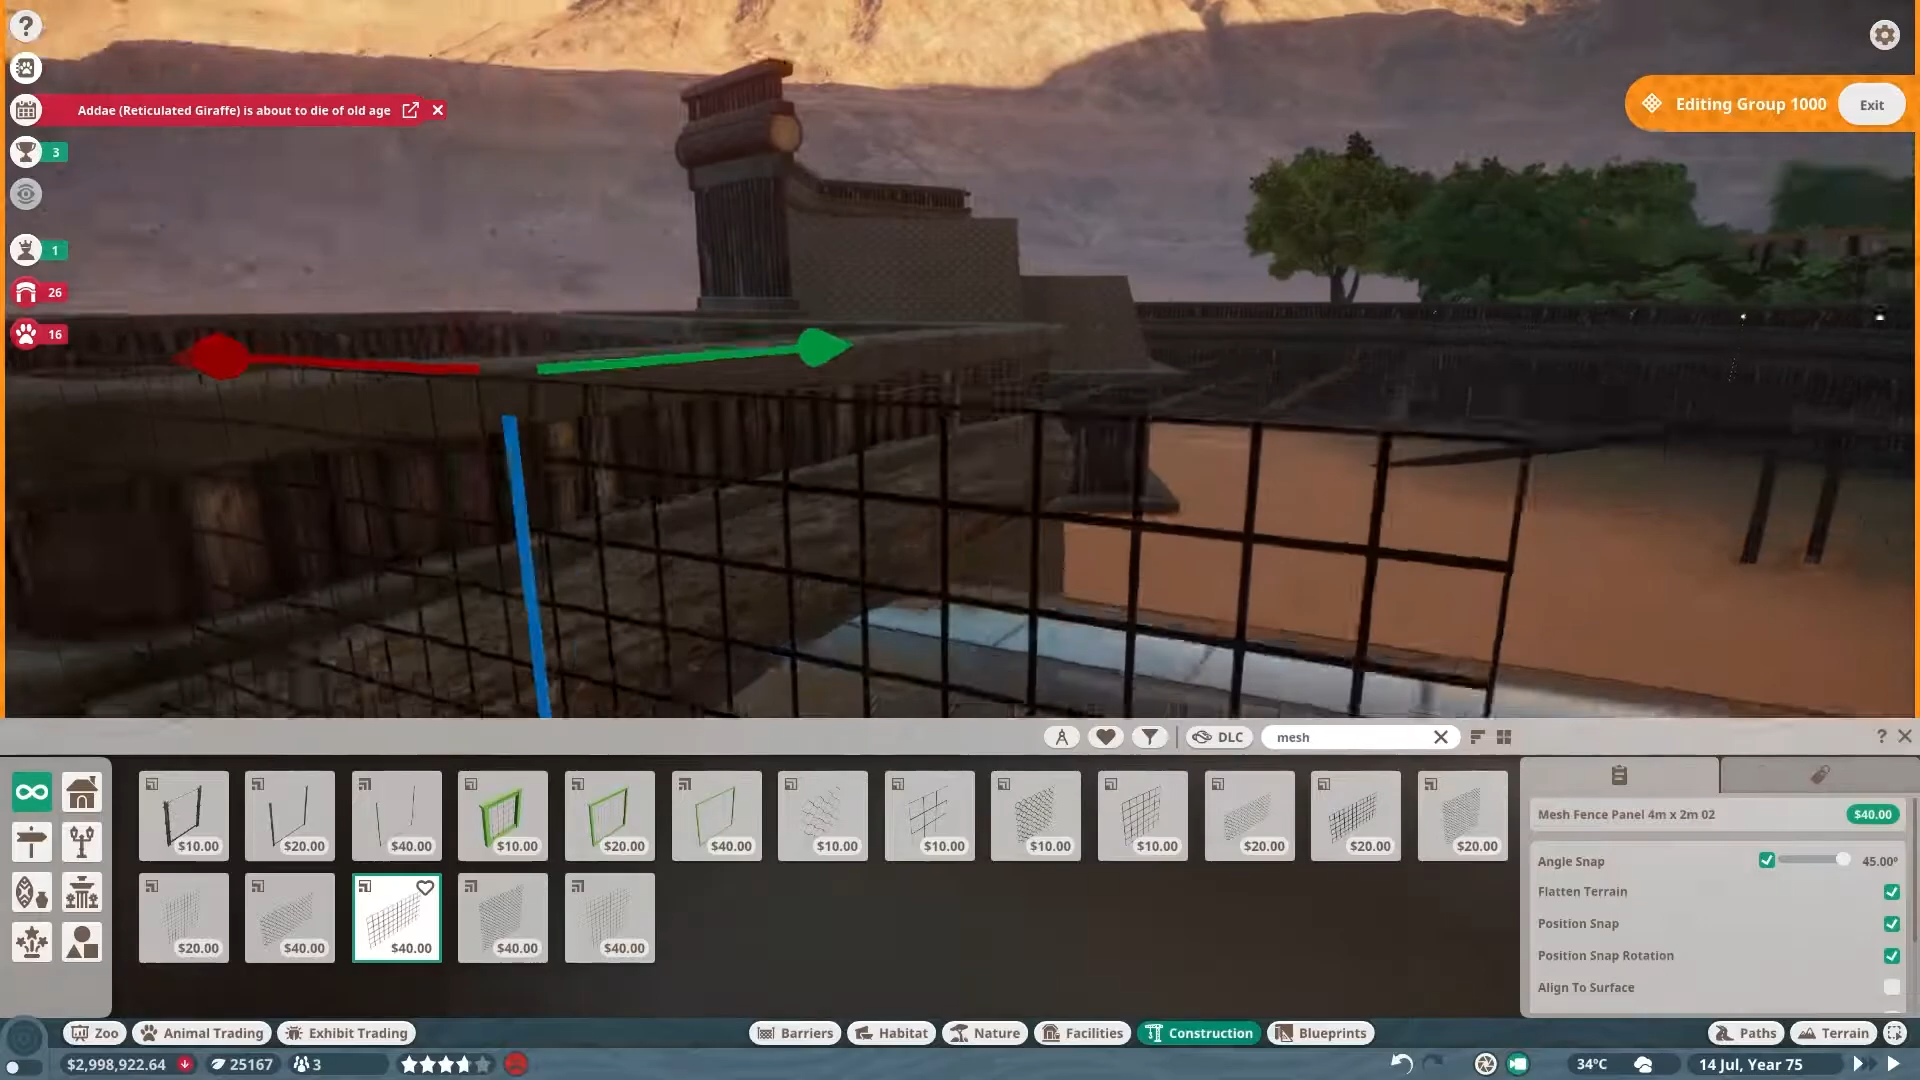 ?
Addae (Reticulated Giraffe) is about to die of old age
Editing Group 1000
Exit
3
1
26
16
DLC
mesh
?
$10.00
$20.00
$40.00
$10.00
$20.00
$40.00
$10.00
$10.00
$10.00
$10.00
$20.00
$20.00
$20.00
$20.00
$40.00
$40.00
$40.00
$40.00
Mesh Fence Panel 4m x 2m 02
$40.00
Angle Snap
45.00°
Flatten Terrain
Position Snap
Position Snap Rotation
Align To Surface
Zoo
Animal Trading
Exhibit Trading
Barriers
Habitat
Nature
Facilities
Construction
Blueprints
Paths
Terrain
$2,998,922.64
25167
3
34°C
14 Jul, Year 75